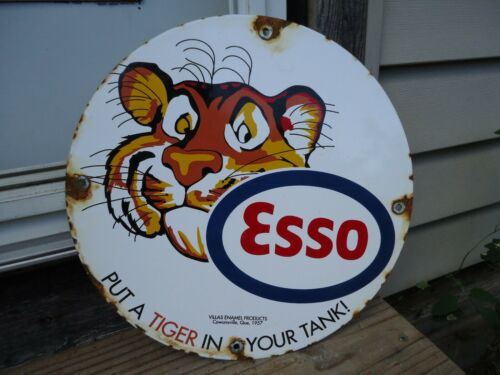 Esso
VILLAS ENAMEL PRODUCTS
Cowansville, Que, 1957
PUT A TIGER IN YOUR TANK!